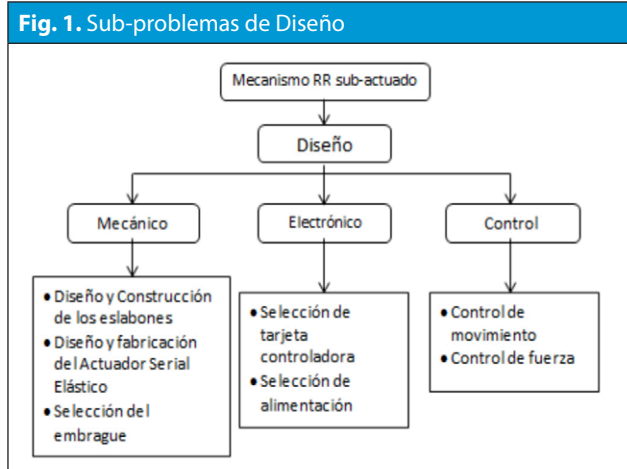 Fig. 1. Sub-problemas de Diseño
Mecanismo RR sub-actuado
Diseño
Mecánico
Electrónico
Control
• Diseño y Construcción
de los eslabones
• Diseño y fabricación
del Actuador Serial
Elástico
• Selección del
embrague
• Selección de
tarjeta
controladora
• Selección de
alimentación
• Control de
movimiento
• Control de fuerza